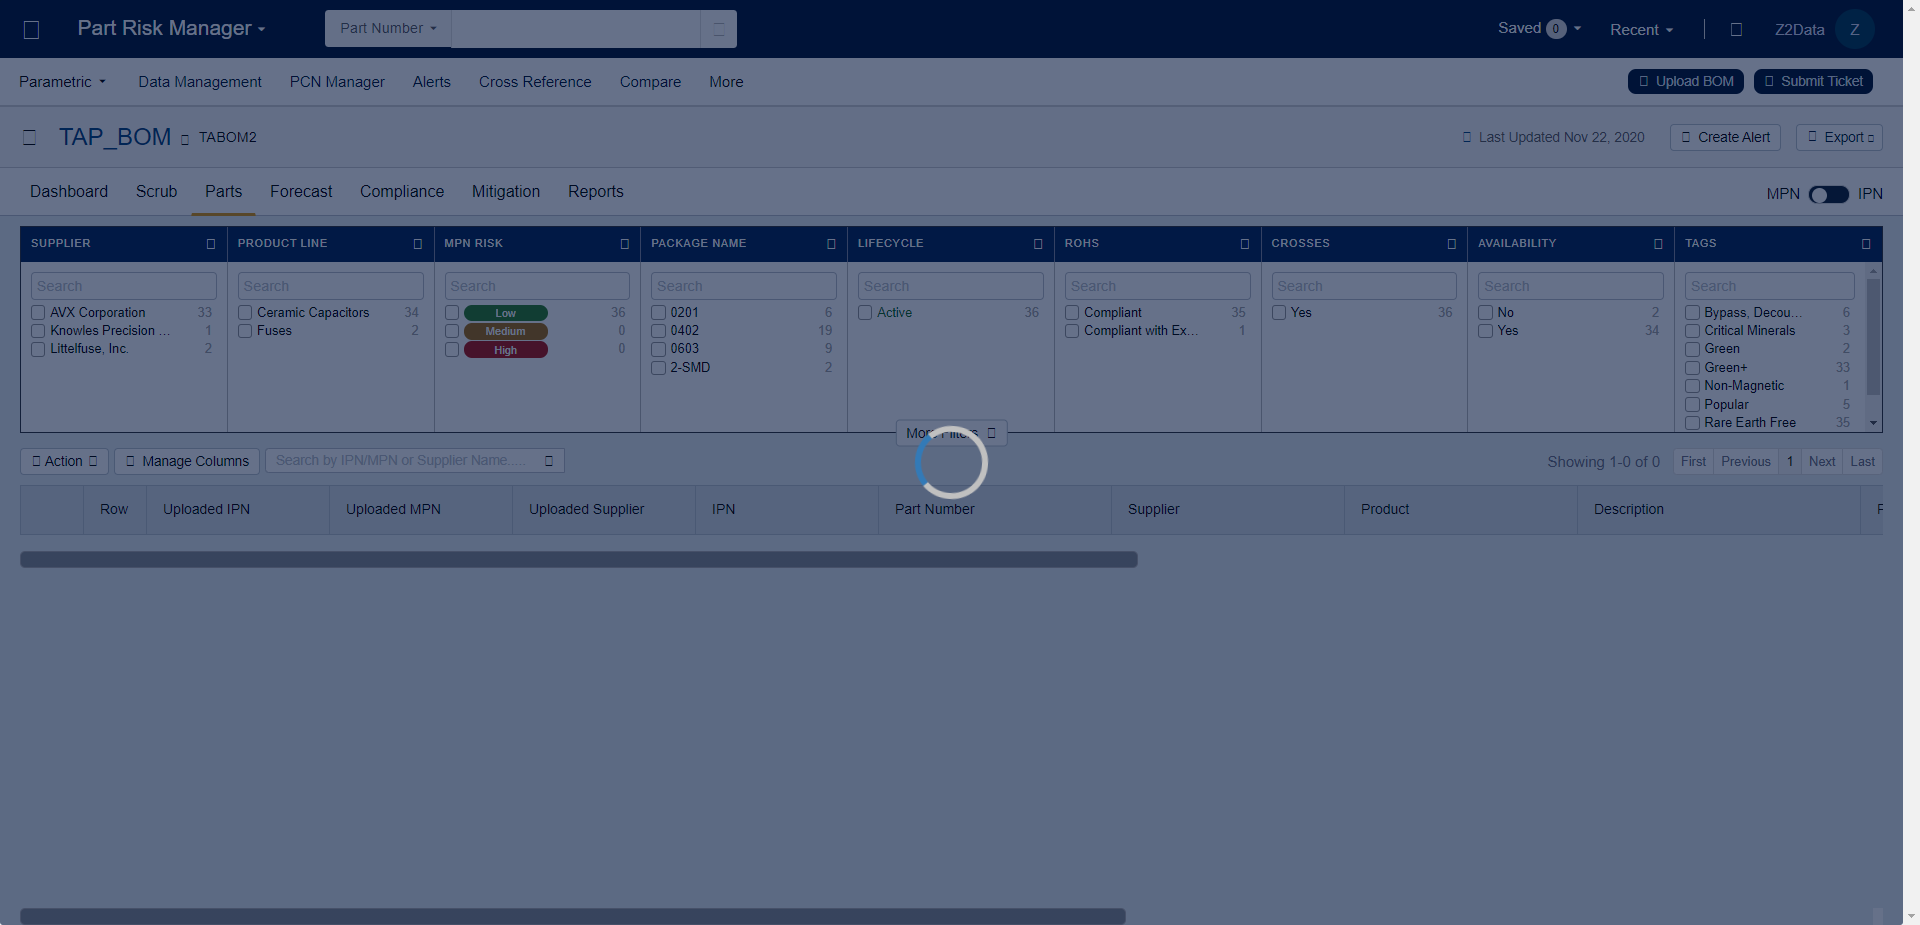 Part Risk Manager
Part Number
Saved 0
Recent
Z2Data
Z
Parametric
Data Management
PCN Manager
Alerts
Cross Reference
Compare
More
Upload BOM
Submit Ticket
TAP_BOM
TABOM2
Last Updated Nov 22, 2020
Create Alert
Export
Dashboard
Scrub
Parts
Forecast
Compliance
Mitigation
Reports
MPN
IPN
SUPPLIER
Search
AVX Corporation 33
Knowles Precision ... 1
Littelfuse, Inc. 2
PRODUCT LINE
Search
Ceramic Capacitors 34
Fuses 2
MPN RISK
Search
Low 36
Medium 0
High 0
PACKAGE NAME
Search
0201 6
0402 19
0603 9
2-SMD 2
LIFECYCLE
Search
Active 36
ROHS
Search
Compliant 35
Compliant with Ex... 1
CROSSES
Search
Yes 36
AVAILABILITY
Search
No 2
Yes 34
TAGS
Search
Bypass, Decou... 6
Critical Minerals 3
Green 2
Green+ 33
Non-Magnetic 1
Popular 5
Rare Earth Free 35
More Filters
Action
Manage Columns
Search by IPN/MPN or Supplier Name.....
Showing 1-0 of 0
First
Previous
1
Next
Last
Row
Uploaded IPN
Uploaded MPN
Uploaded Supplier
IPN
Part Number
Supplier
Product
Description